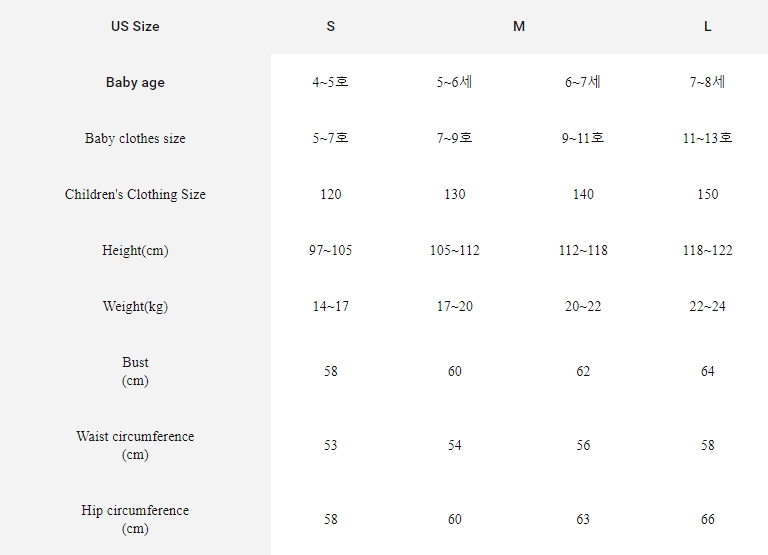 US Size S M L
Baby age 4~5호 5~6세 6~7세 7~8세
Baby clothes size 5~7호 7~9호 9~11호 11~13호
Children's Clothing Size 120 130 140 150
Height(cm) 97~105 105~112 112~118 118~122
Weight(kg) 14~17 17~20 20~22 22~24
Bust
(cm) 58 60 62 64
Waist circumference
(cm) 53 54 56 58
Hip circumference
(cm) 58 60 63 66